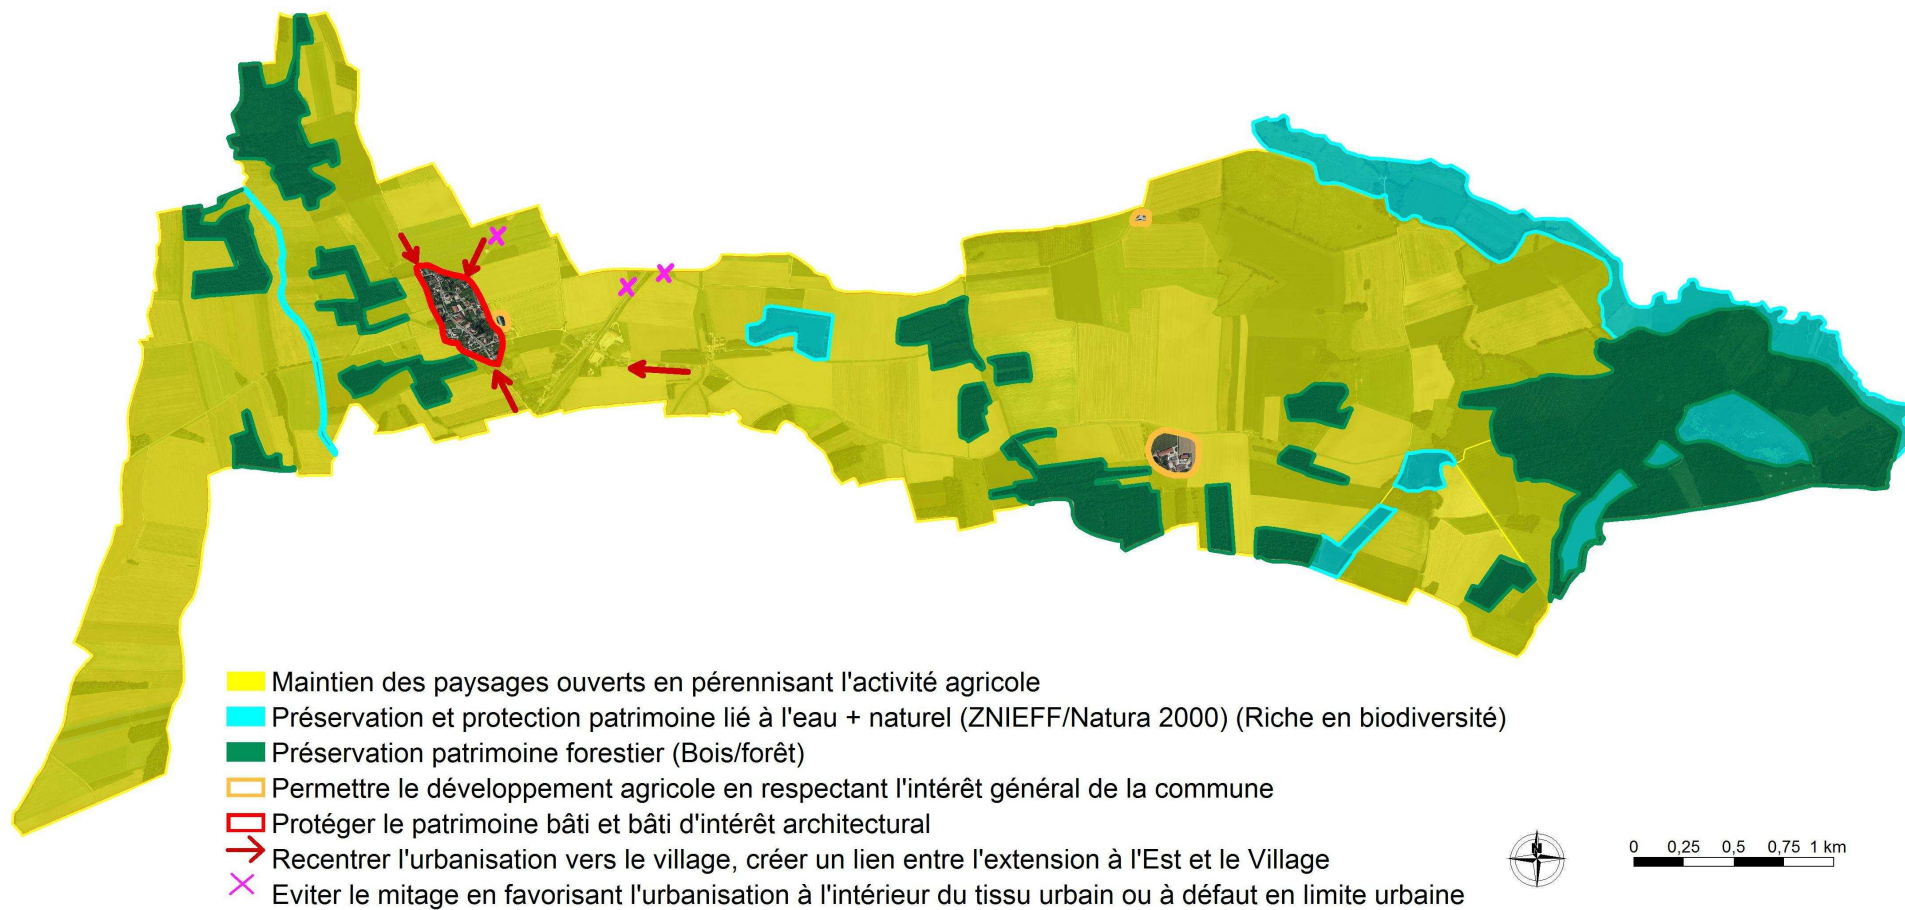 Maintien des paysages ouverts en pérennisant l'activité agricole
Préservation et protection patrimoine lié à l'eau + naturel (ZNIEFF/Natura 2000) (Riche en biodiversité)
Préservation patrimoine forestier (Bois/forêt)
Permettre le développement agricole en respectant l'intérêt général de la commune
Protéger le patrimoine bâti et bâti d'intérêt architectural
Recentrer l'urbanisation vers le village, créer un lien entre l'extension à l'Est et le Village
Eviter le mitage en favorisant l'urbanisation à l'intérieur du tissu urbain ou à défaut en limite urbaine
N
0 0,25 0,5 0,75 1 km